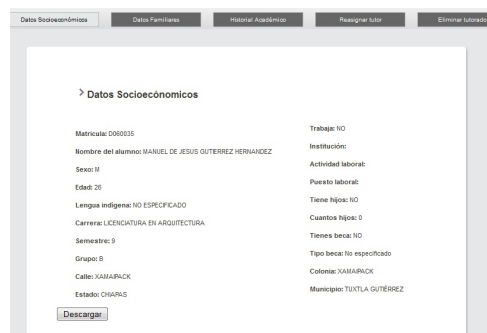 Datos Socioeconómicos
Datos Familiares
Historial Académico
Reasignar tutor
Eliminar tutorado
> Datos Socioecónomicos
Matricula: D060035
Nombre del alumno: MANUEL DE JESUS GUTIERREZ HERNANDEZ
Sexo: M
Edad: 26
Lengua indígena: NO ESPECIFICADO
Carrera: LICENCIATURA EN ARQUITECTURA
Semestre: 9
Grupo: B
Calle: XAMAIPACK
Estado: CHIAPAS
Trabaja: NO
Institución:
Actividad laboral:
Puesto laboral:
Tiene hijos: NO
Cuantos hijos: 0
Tienes beca: NO
Tipo beca: No especificado
Colonia: XAMAIPACK
Municipio: TUXTLA GUTIÉRREZ
Descargar